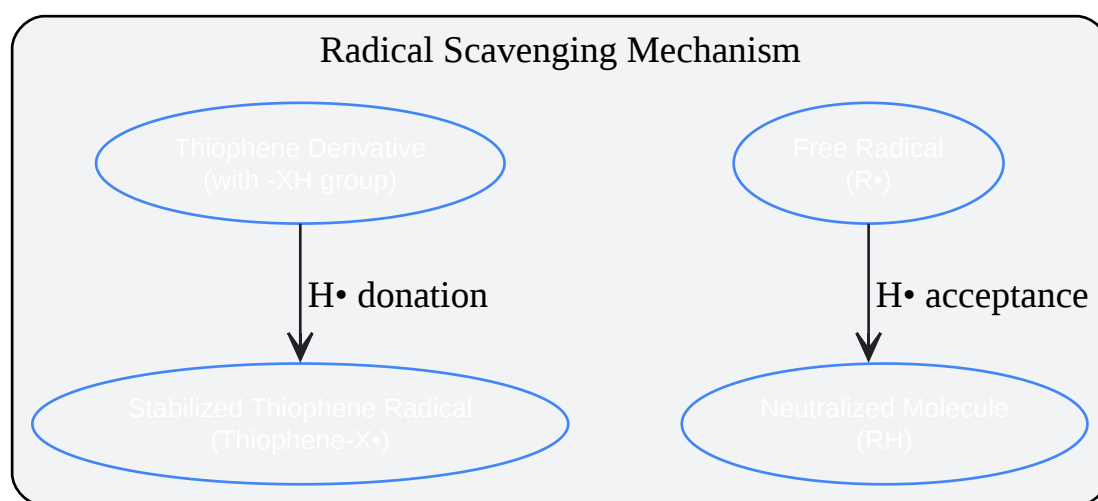 Radical Scavenging Mechanism
Thiophene Derivative
(with -XH group)
Free Radical
(R•)
H• donation
H• acceptance
Stabilized Thiophene Radical
(Thiophene-X•)
Neutralized Molecule
(RH)